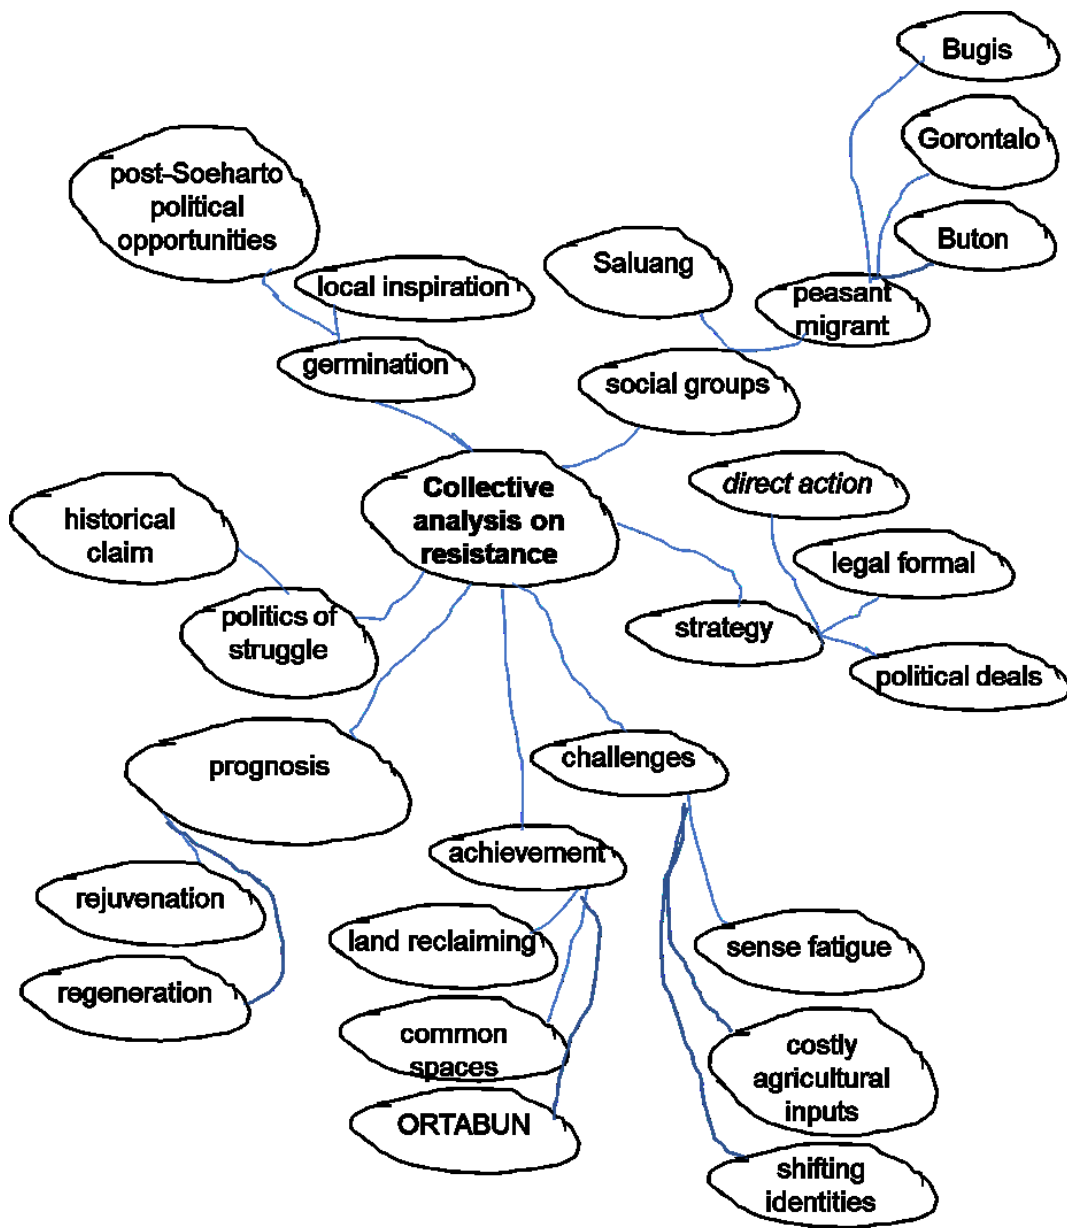 Bugis
Gorontalo
Buton
peasant
migrant
Saluang
social groups
post-Soeharto
political
opportunities
local inspiration
germination
Collective
analysis on
resistance
direct action
legal formal
political deals
strategy
historical
claim
politics of
struggle
prognosis
rejuvenation
regeneration
achievement
land reclaiming
common
spaces
ORTABUN
challenges
sense fatigue
costly
agricultural
inputs
shifting
identities